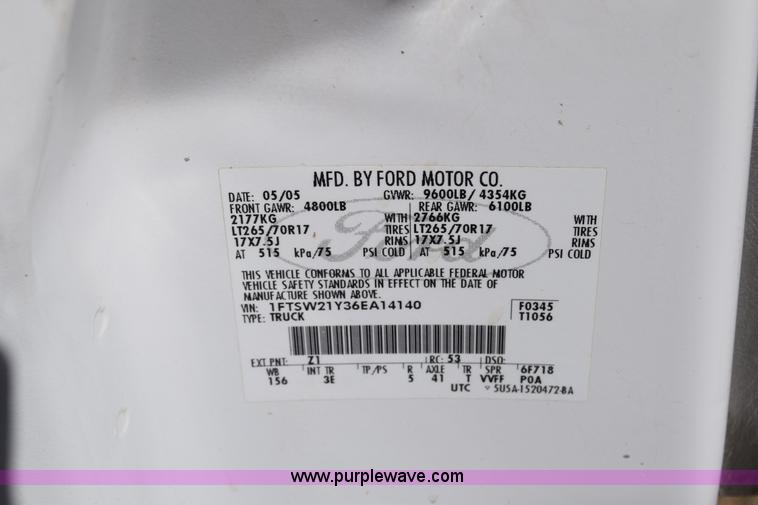 MFD. BY FORD MOTOR CO.
DATE: 05/05 GVWR: 9600LB/ 4354KG
FRONT GAWR: 4800LB REAR GAWR: 6100LB
2177KG WITH 2766KG WITH
LT265/70R17 TIRES LT265/70R17 TIRES
17X7.5J RIMS 17X7.5J RIMS
AT 515 kPa/75 PSI COLD AT 515 kPa/75 PSI COLD
Ford
THIS VEHICLE CONFORMS TO ALL APPLICABLE FEDERAL MOTOR
VEHICLE SAFETY STANDARDS IN EFFECT ON THE DATE OF
MANUFACTURE SHOWN ABOVE.
VIN: 1FTSW21Y36EA14140 F0345
TYPE: TRUCK T1056
EXT PNT: Z1 RC: 53 DSO:
WB INT TR TP/PS R AXLE TR SPR 6F718
156 3E 5 41 T VVFF P0A
UTC 5U5A-1520472-BA
www.purplewave.com